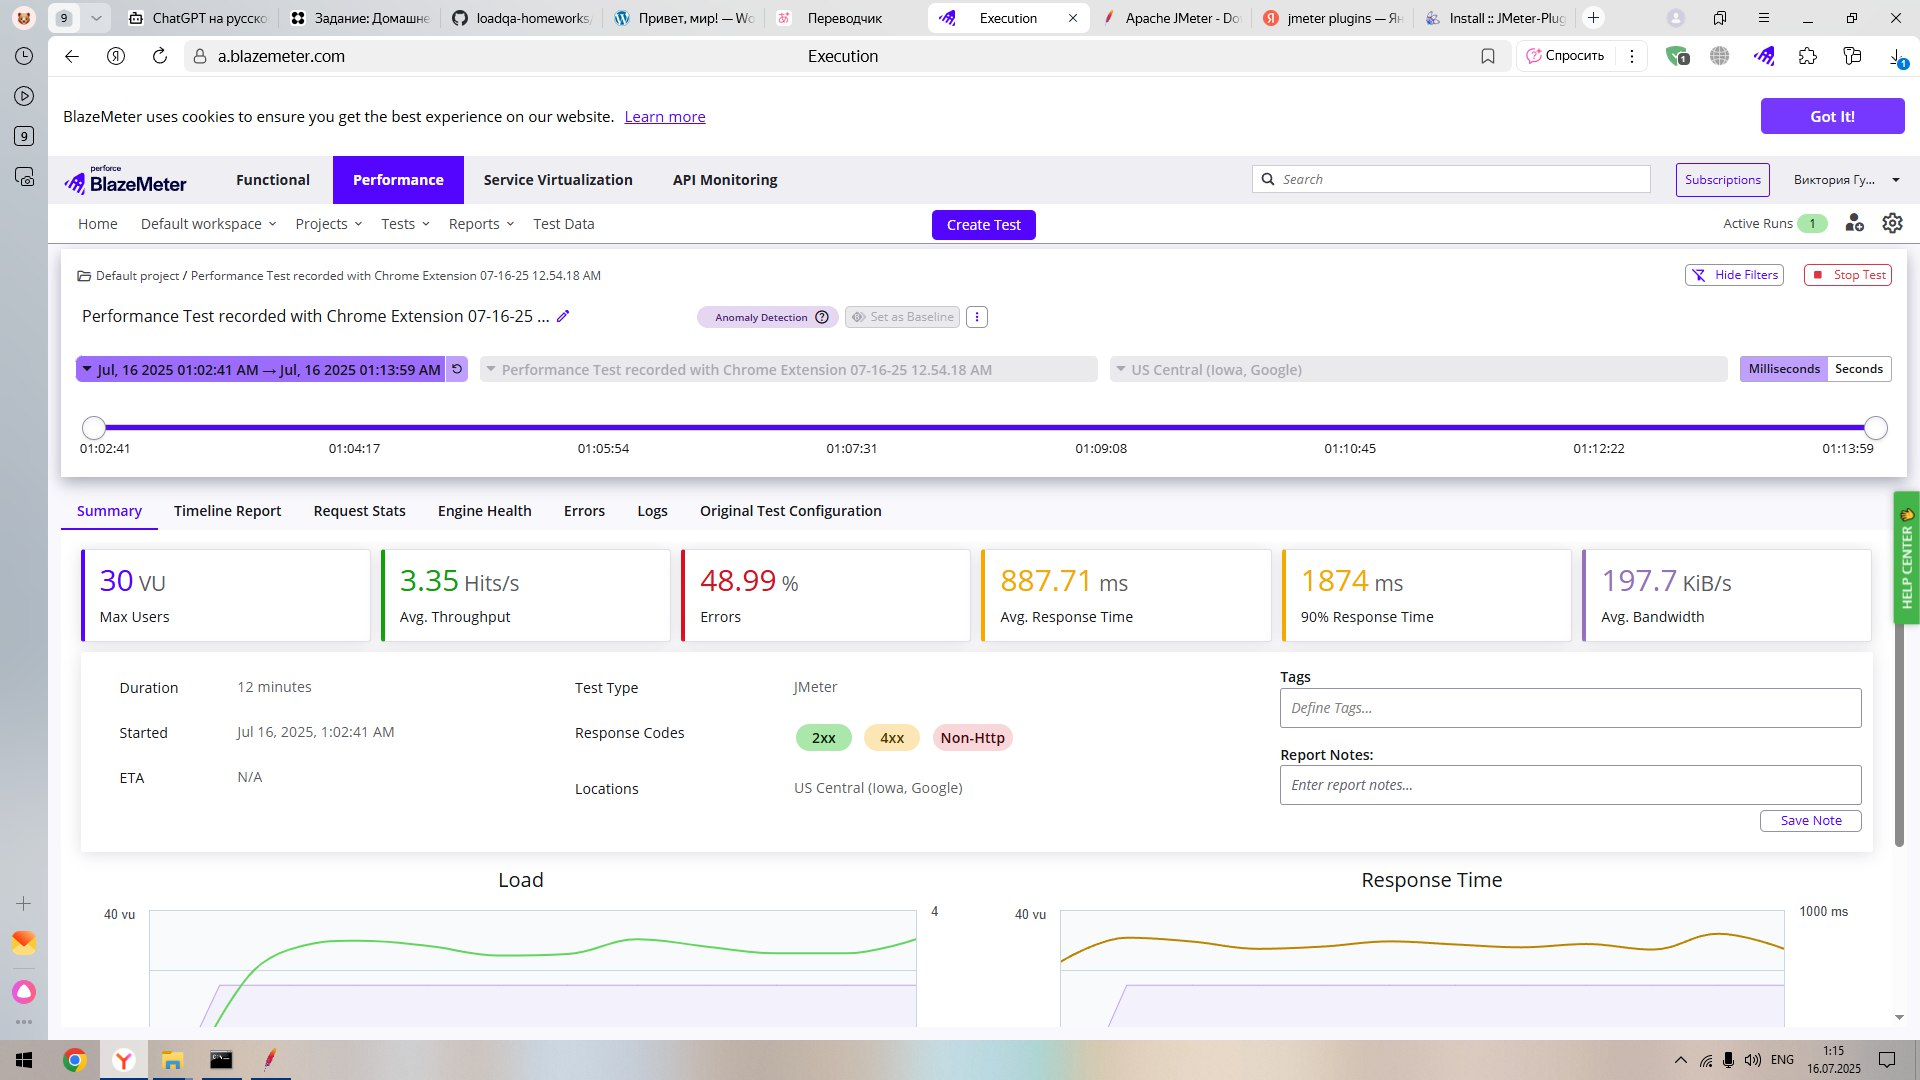 9
ChatGPT на русско
Задание: Домашне
loadqa-homeworks/
Привет, мир! — Wo
Переводчик
Execution
Apache JMeter - Do
jmeter plugins — Ян
Install :: JMeter-Plug
a.blazemeter.com
Execution
Спросить
1
1
9
BlazeMeter uses cookies to ensure you get the best experience on our website. Learn more
Got It!
perforce
BlazeMeter
Functional
Performance
Service Virtualization
API Monitoring
Search
Subscriptions
Виктория Гу...
Home
Default workspace
Projects
Tests
Reports
Test Data
Create Test
Active Runs 1
Default project / Performance Test recorded with Chrome Extension 07-16-25 12.54.18 AM
Hide Filters
Stop Test
Performance Test recorded with Chrome Extension 07-16-25 ...
Anomaly Detection ?
Set as Baseline
Jul, 16 2025 01:02:41 AM → Jul, 16 2025 01:13:59 AM
Performance Test recorded with Chrome Extension 07-16-25 12.54.18 AM
US Central (Iowa, Google)
Milliseconds
Seconds
01:02:41
01:04:17
01:05:54
01:07:31
01:09:08
01:10:45
01:12:22
01:13:59
Summary
Timeline Report
Request Stats
Engine Health
Errors
Logs
Original Test Configuration
HELP CENTER
30 VU
Max Users
3.35 Hits/s
Avg. Throughput
48.99 %
Errors
887.71 ms
Avg. Response Time
1874 ms
90% Response Time
197.7 KiB/s
Avg. Bandwidth
Duration
12 minutes
Started
Jul 16, 2025, 1:02:41 AM
ETA
N/A
Test Type
JMeter
Response Codes
2xx
4xx
Non-Http
Locations
US Central (Iowa, Google)
Tags
Define Tags...
Report Notes:
Enter report notes...
Save Note
Load
40 vu
4
Response Time
40 vu
1000 ms
ENG
1:15
16.07.2025